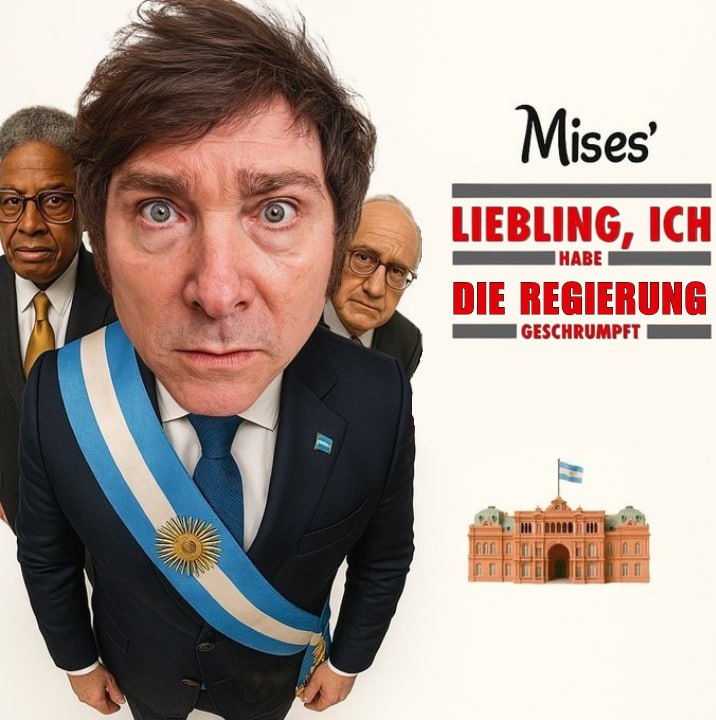 Mises’
LIEBLING, ICH
HABE
DIE REGIERUNG
GESCHRUMPFT